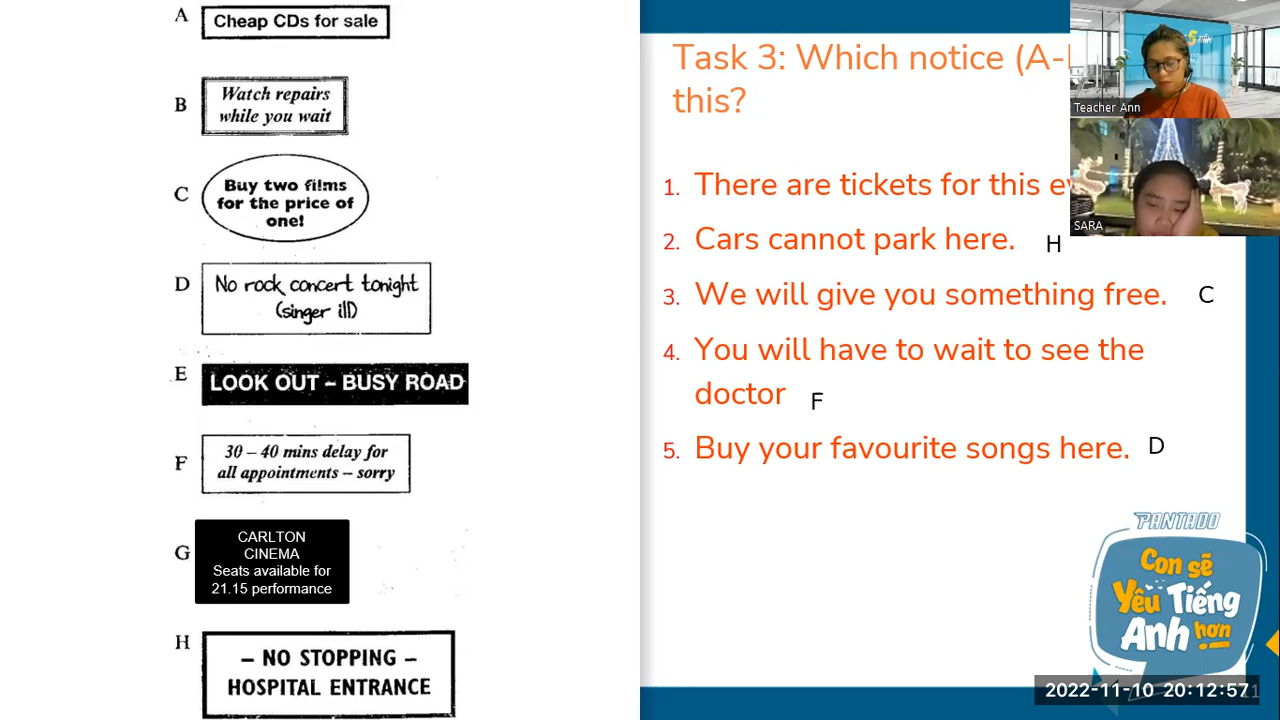 A
Cheap CDs for sale
B
Watch repairs
while you wait
C
Buy two films
for the price of
one!
D
No rock concert tonight
(singer ill)
E
LOOK OUT – BUSY ROAD
F
30 – 40 mins delay for
all appointments – sorry
G
CARLTON
CINEMA
Seats available for
21.15 performance
H
– NO STOPPING –
HOSPITAL ENTRANCE
Task 3: Which notice (A-
this?
1. There are tickets for this
2. Cars cannot park here. H
3. We will give you something free. C
4. You will have to wait to see the
doctor F
5. Buy your favourite songs here. D
Teacher Ann
SARA
PANTADO
Con sẽ
Yêu Tiếng
Anh hơn
2022-11-10 20:12:57